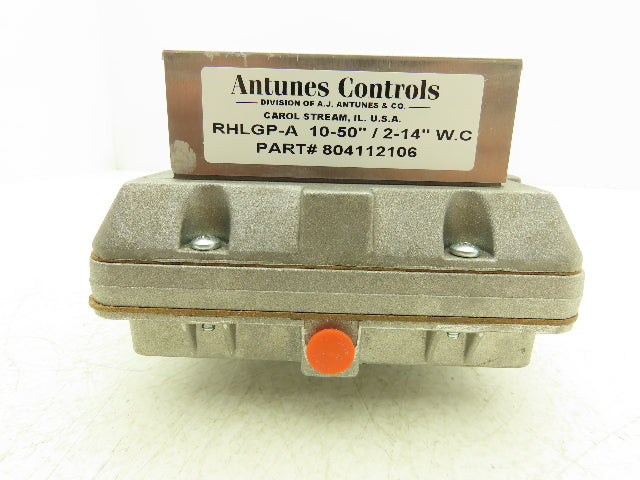 Antunes Controls
DIVISION OF A.J. ANTUNES & CO.
CAROL STREAM, IL. U.S.A.
RHLGP-A 10-50" / 2-14" W.C
PART# 804112106